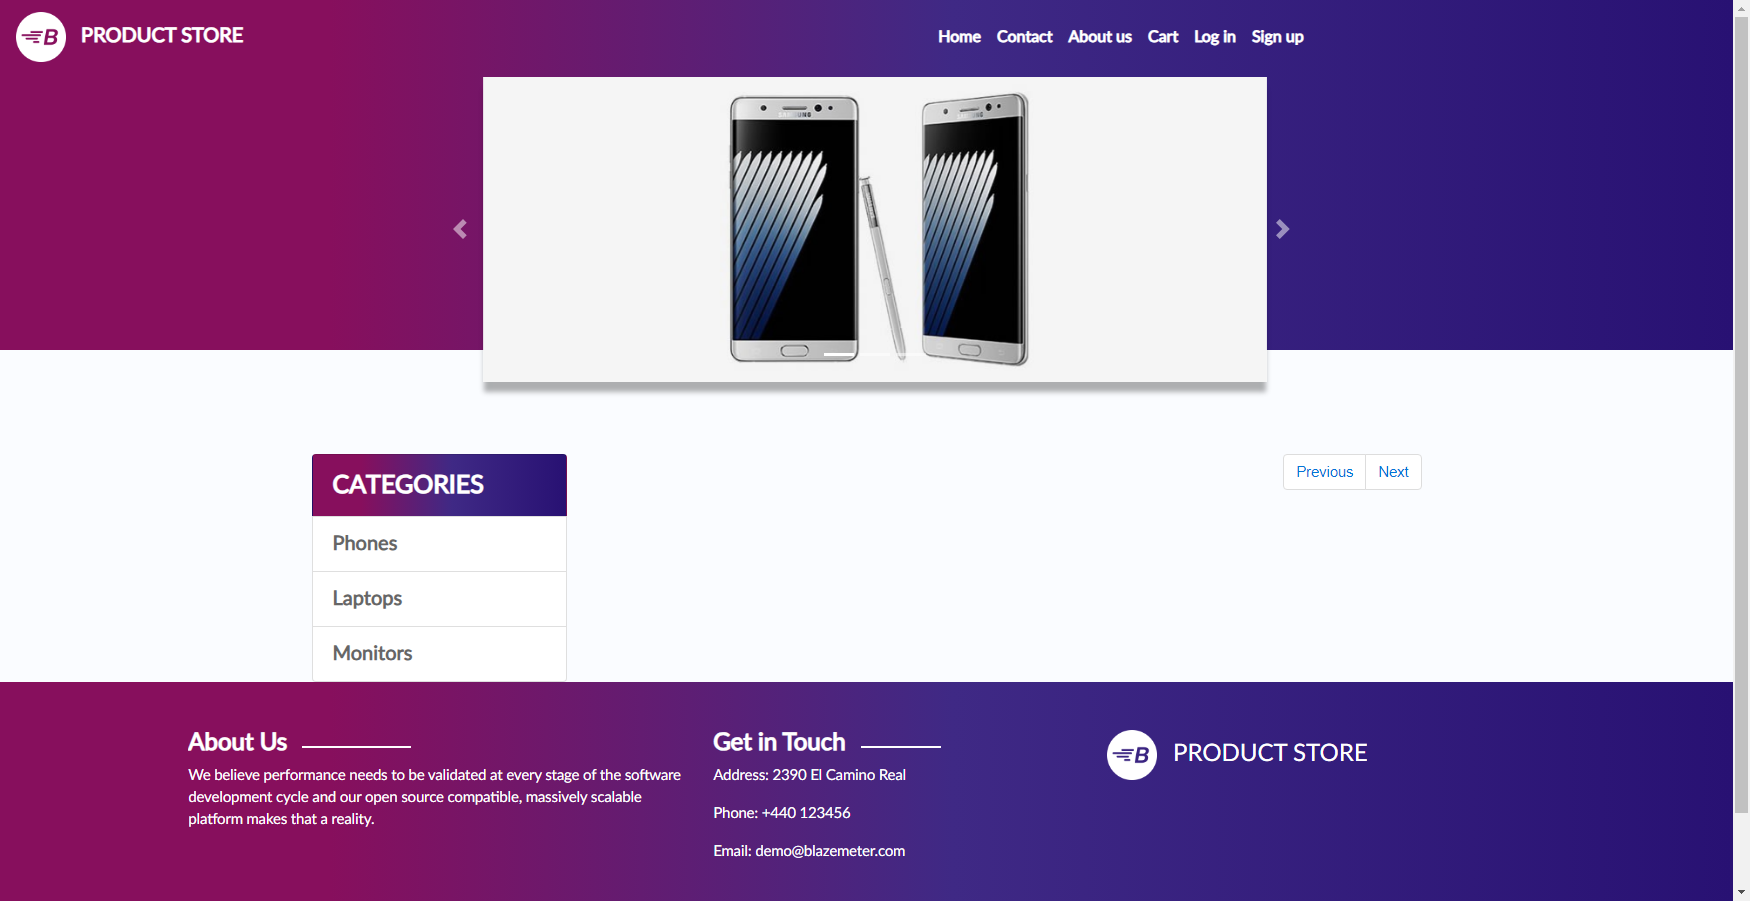 B PRODUCT STORE
Home Contact About us Cart Log in Sign up
SAMSUNG SAMSUNG
CATEGORIES
Phones
Laptops
Monitors
Previous Next
About Us
We believe performance needs to be validated at every stage of the software
development cycle and our open source compatible, massively scalable
platform makes that a reality.
Get in Touch
Address: 2390 El Camino Real
Phone: +440 123456
Email: demo@blazemeter.com
B PRODUCT STORE